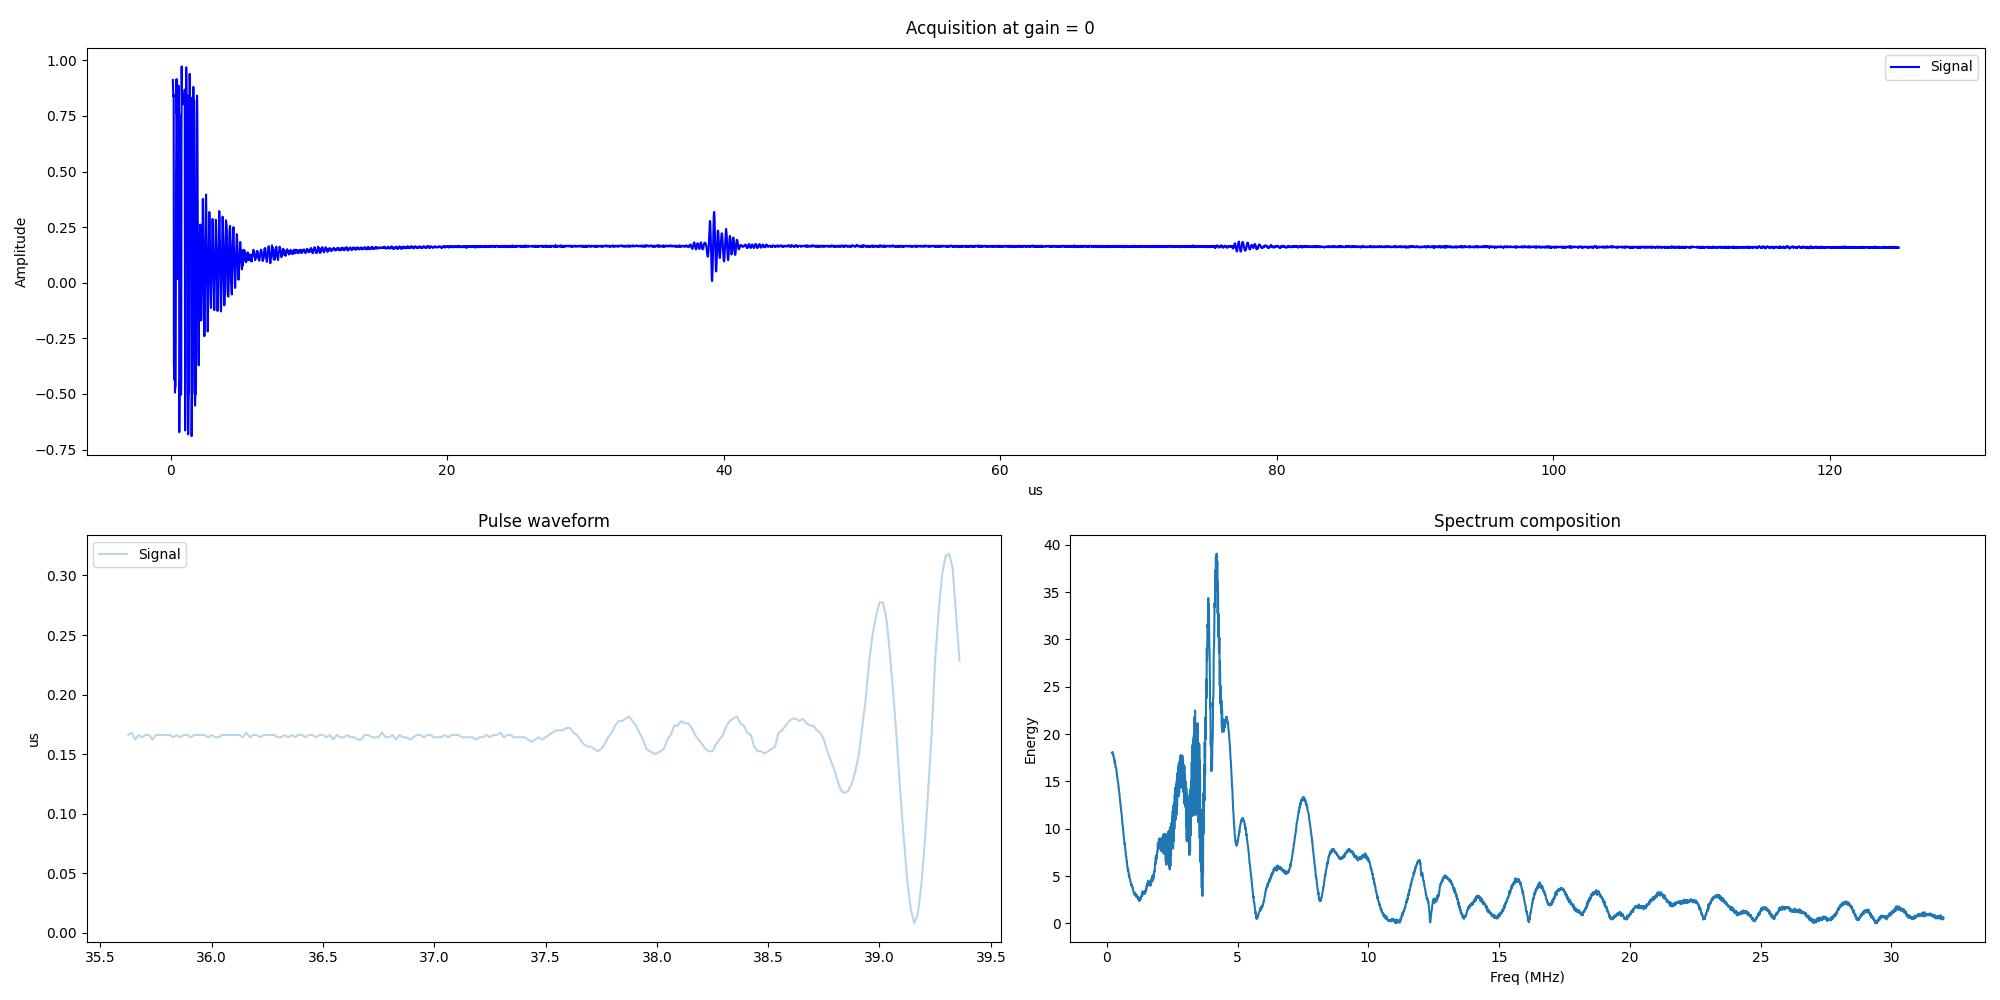 Acquisition at gain = 0
Signal
1.00
0.75
0.50
0.25
0.00
−0.25
−0.50
−0.75
Amplitude
0 20 40 60 80 100 120
us
Pulse waveform
Signal
0.30
0.25
0.20
0.15
0.10
0.05
0.00
us
35.5 36.0 36.5 37.0 37.5 38.0 38.5 39.0 39.5
Spectrum composition
40
35
30
25
20
15
10
5
0
Energy
0 5 10 15 20 25 30
Freq (MHz)